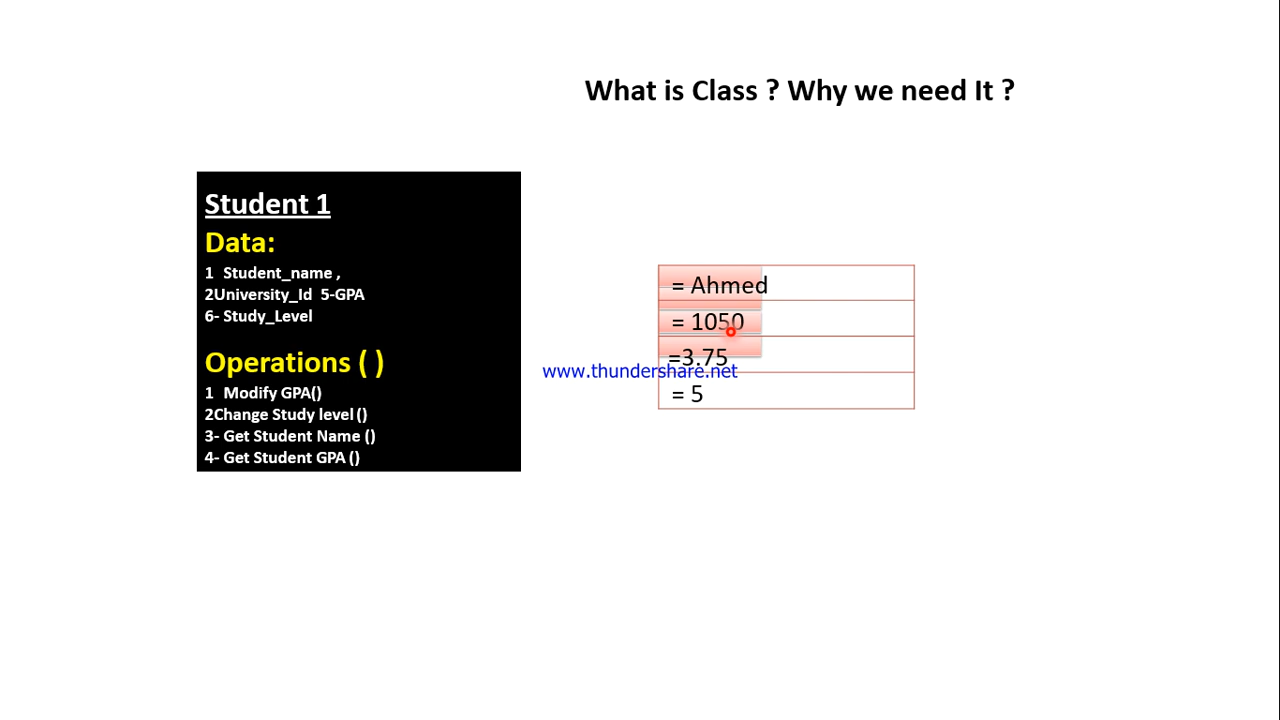 What is Class ? Why we need It ?
Student 1
Data:
1 Student_name ,
2University_Id 5-GPA
6- Study_Level
Operations ( )
1 Modify GPA()
2Change Study level ()
3- Get Student Name ()
4- Get Student GPA ()
= Ahmed
= 1050
=3.75
www.thundershare.net
= 5